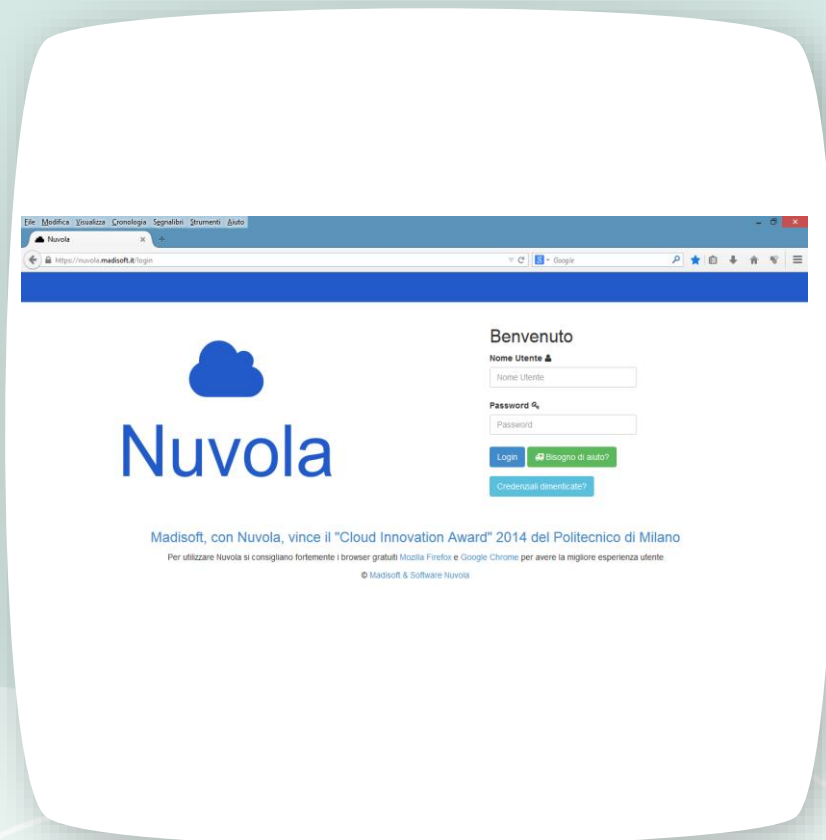 File Modifica Visualizza Cronologia Segnalibri Strumenti Aiuto
Nuvola
https://nuvola.madisoft.it/login
Google
Benvenuto
Nome Utente
Nome Utente
Password
Password
Login
Bisogno di aiuto?
Credenziali dimenticate?
Nuvola
Madisoft, con Nuvola, vince il "Cloud Innovation Award" 2014 del Politecnico di Milano
Per utilizzare Nuvola si consigliano fortemente i browser gratuiti Mozilla Firefox e Google Chrome per avere la migliore esperienza utente
© Madisoft & Software Nuvola